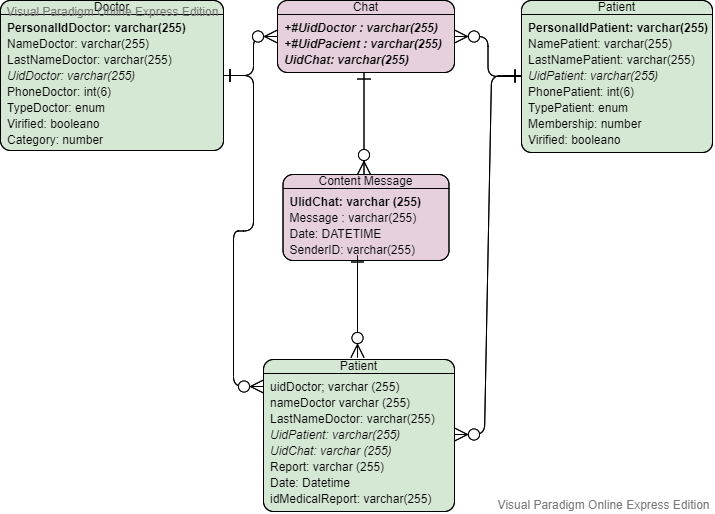 Doctor
Visual Paradigm Online Express Edition
PersonalIdDoctor: varchar(255)
NameDoctor: varchar(255)
LastNameDoctor: varchar(255)
UidDoctor: varchar(255)
PhoneDoctor: int(6)
TypeDoctor: enum
Virified: booleano
Category: number
Chat
+#UidDoctor : varchar(255)
+#UidPacient : varchar(255)
UidChat: varchar(255)
Patient
PersonalIdPatient: varchar(255)
NamePatient: varchar(255)
LastNamePatient: varchar(255)
UidPatient: varchar(255)
PhonePatient: int(6)
TypePatient: enum
Membership: number
Virified: booleano
Content Message
UIidChat: varchar (255)
Message : varchar(255)
Date: DATETIME
SenderID: varchar(255)
Patient
uidDoctor; varchar (255)
nameDoctor varchar (255)
LastNameDoctor: varchar(255)
UidPatient: varchar(255)
UidChat: varchar (255)
Report: varchar (255)
Date: Datetime
idMedicalReport: varchar(255)
Visual Paradigm Online Express Edition